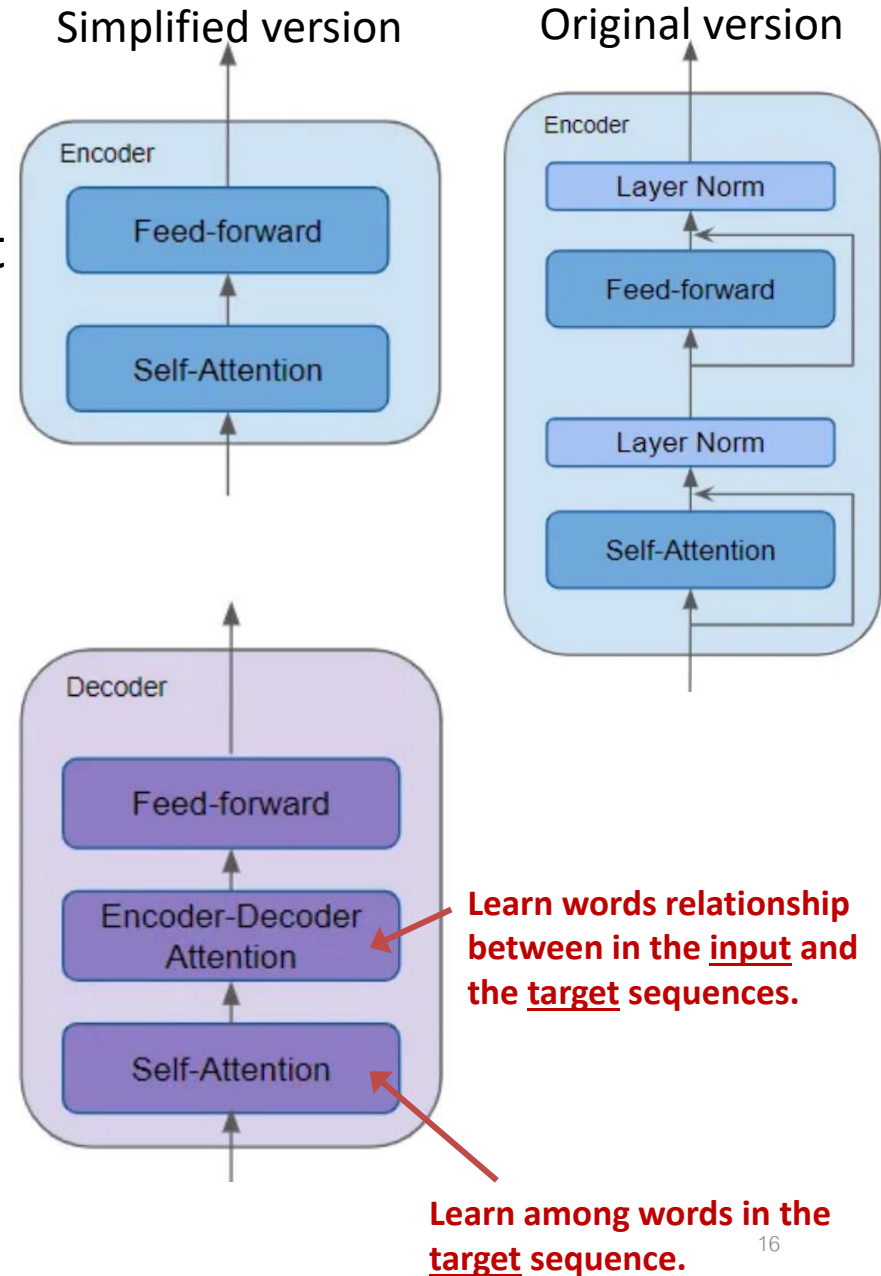 Simplified version
Original version
Encoder
Feed-forward
Self-Attention
Encoder
Layer Norm
Feed-forward
Layer Norm
Self-Attention
Decoder
Feed-forward
Encoder-Decoder
Attention
Self-Attention
Learn words relationship
between in the input and
the target sequences.
Learn among words in the
target sequence.
16